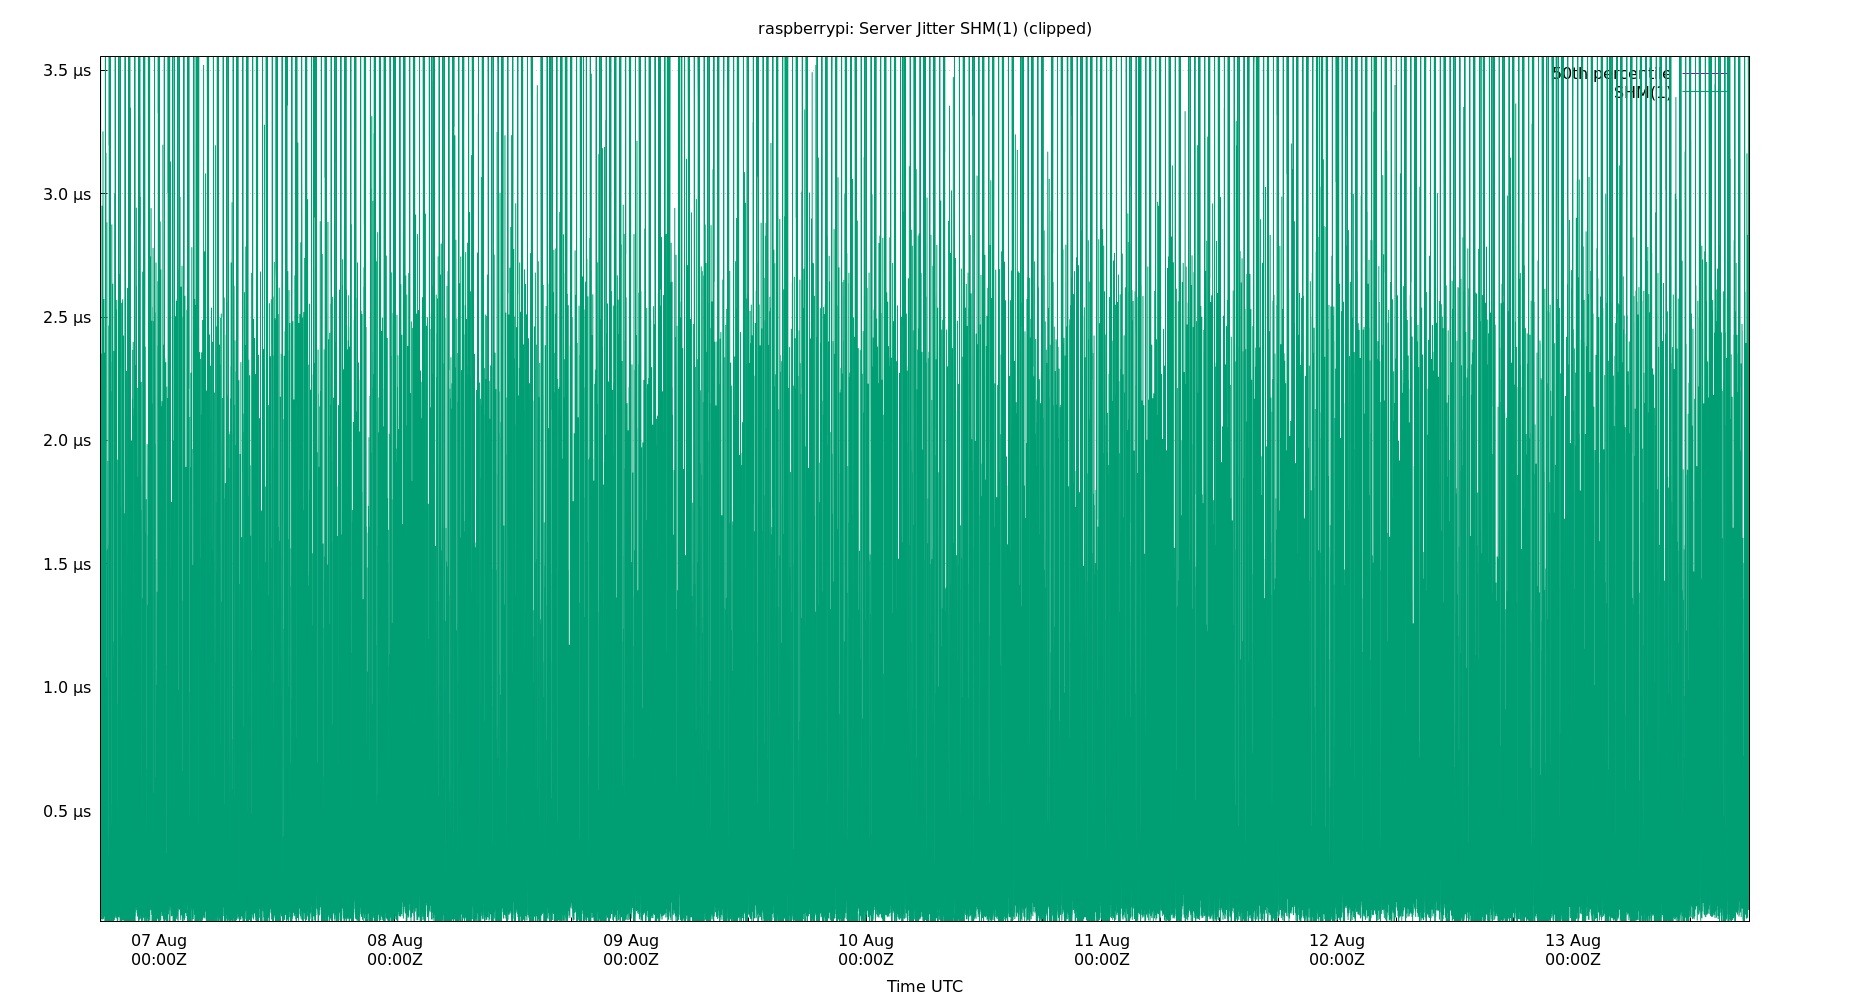 raspberrypi: Server Jitter SHM(1) (clipped)
3.5 µs
3.0 µs
2.5 µs
2.0 µs
1.5 µs
1.0 µs
0.5 µs
50th percentile
SHM(1)
07 Aug
00:00Z
08 Aug
00:00Z
09 Aug
00:00Z
10 Aug
00:00Z
11 Aug
00:00Z
12 Aug
00:00Z
13 Aug
00:00Z
Time UTC